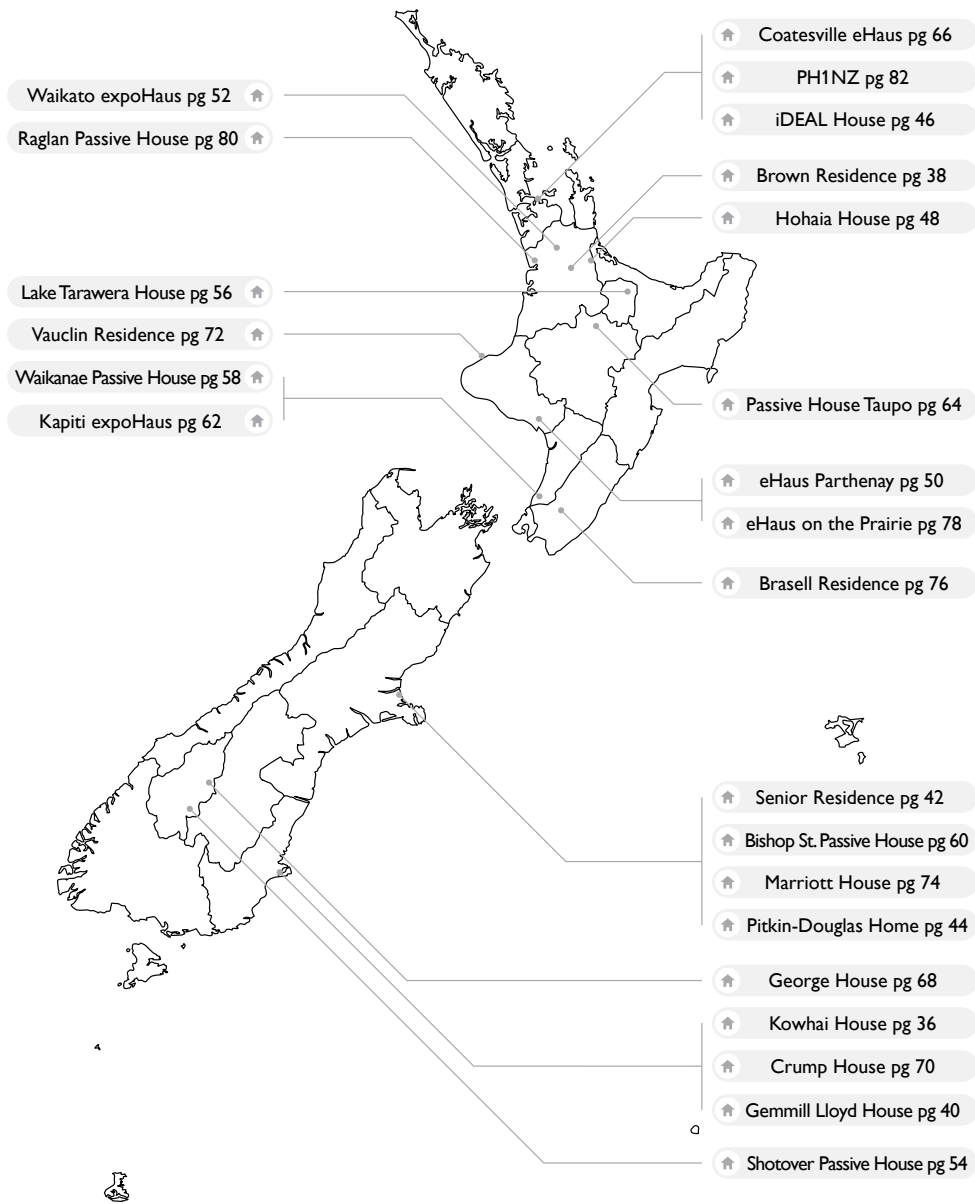 Waikato expoHaus pg 52
Raglan Passive House pg 80
Lake Tarawera House pg 56
Vauclin Residence pg 72
Waikanae Passive House pg 58
Kapiti expoHaus pg 62
Coatesville eHaus pg 66
PH1NZ pg 82
iDEAL House pg 46
Brown Residence pg 38
Hohaia House pg 48
Passive House Taupo pg 64
eHaus Parthenay pg 50
eHaus on the Prairie pg 78
Brasell Residence pg 76
Senior Residence pg 42
Bishop St. Passive House pg 60
Marriott House pg 74
Pitkin-Douglas Home pg 44
George House pg 68
Kowhai House pg 36
Crump House pg 70
Gemmill Lloyd House pg 40
Shotover Passive House pg 54